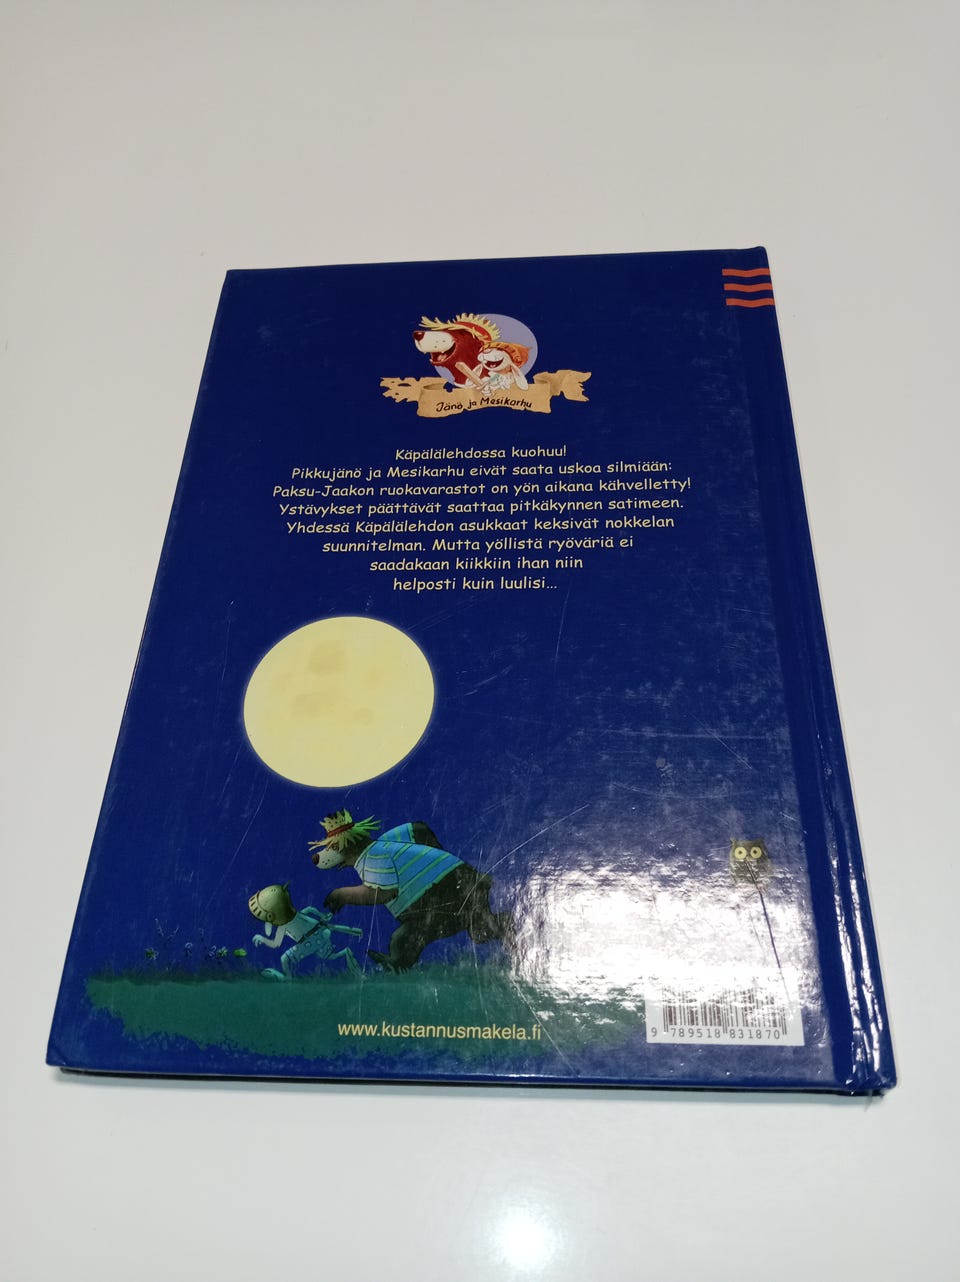 Jänö ja Mesikarhu
Käpälälehdossa kuohuu!
Pikkujänö ja Mesikarhu eivät saata uskoa silmiään:
Paksu-Jaakon ruokavarastot on yön aikana kähvelletty!
Ystävykset päättävät saattaa pitkäkynnen satimeen.
Yhdessä Käpälälehdon asukkaat keksivät nokkelan
suunnitelman. Mutta yöllistä ryöväriä ei
saadakaan kiikkiin ihan niin
helposti kuin luulisi...
www.kustannusmakela.fi
9 789518 831870